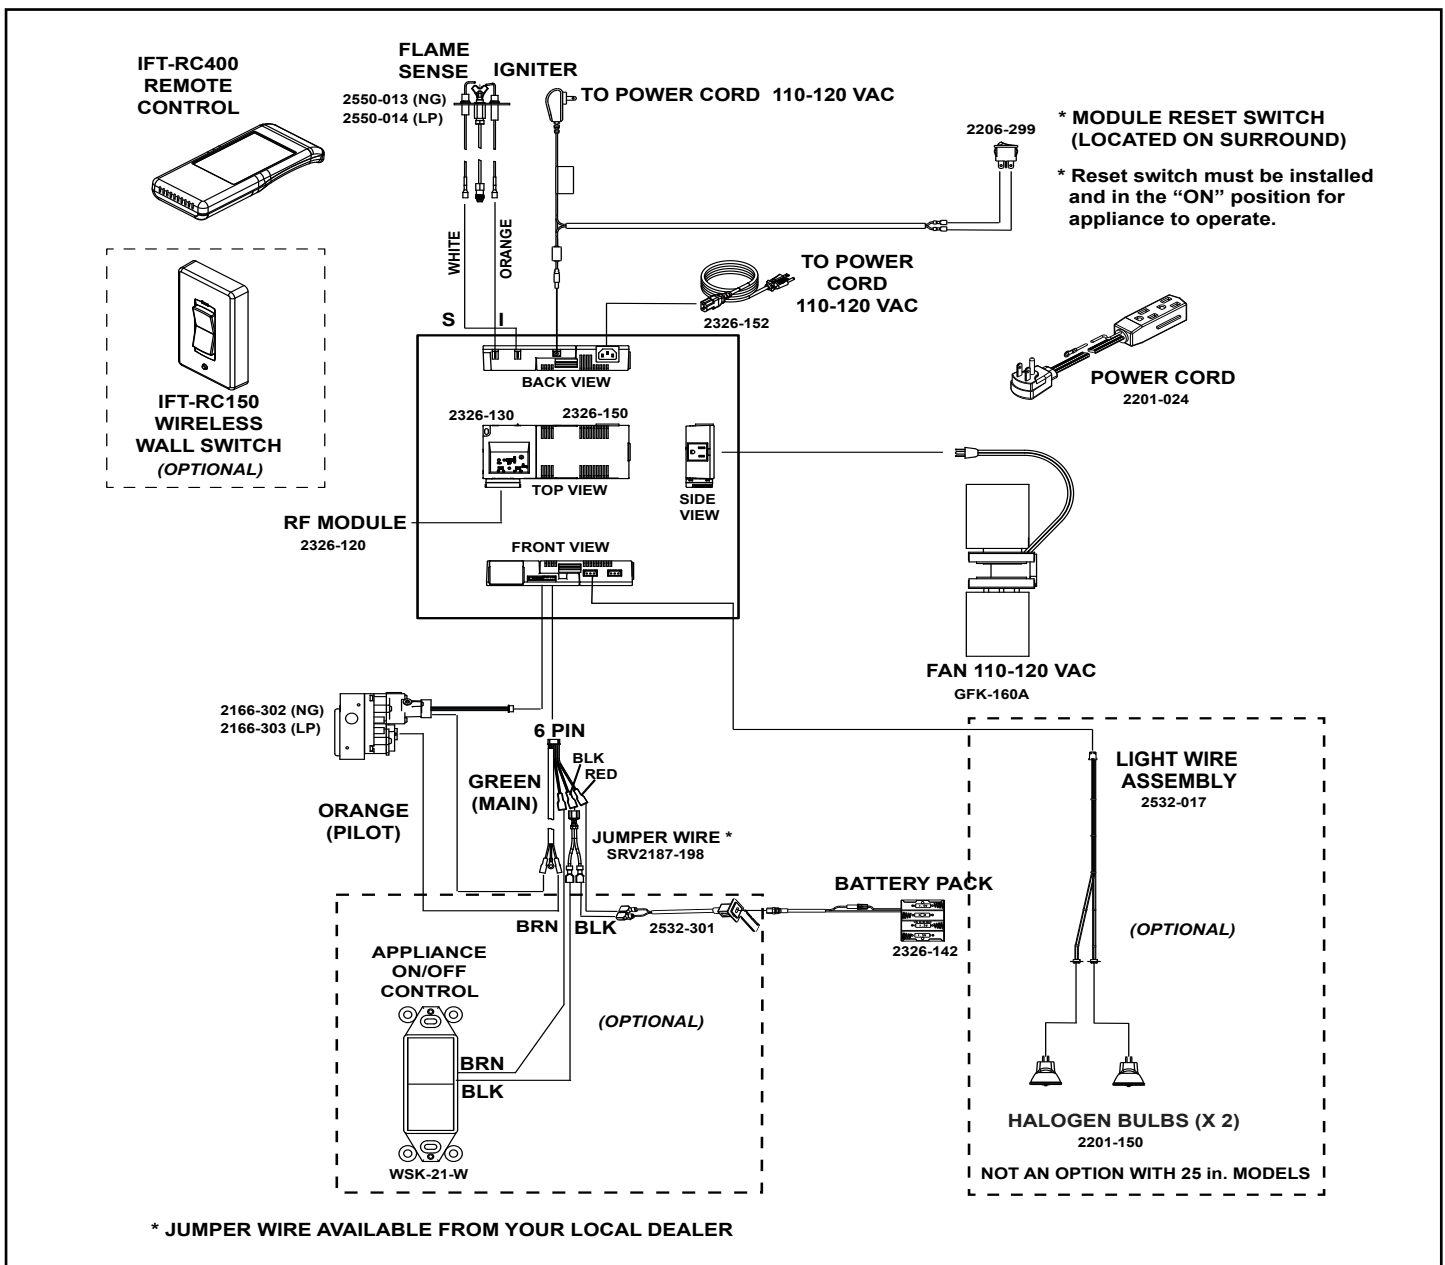 FLAME
SENSE
IGNITER
IFT-RC400
REMOTE
CONTROL
2550-013 (NG)
2550-014 (LP)
TO POWER CORD 110-120 VAC
2206-299
* MODULE RESET SWITCH
(LOCATED ON SURROUND)
* Reset switch must be installed
and in the “ON” position for
appliance to operate.
WHITE
ORANGE
S
I
TO POWER
CORD
110-120 VAC
2326-152
BACK VIEW
POWER CORD
2201-024
IFT-RC150
WIRELESS
WALL SWITCH
(OPTIONAL)
2326-130
2326-150
TOP VIEW
SIDE
VIEW
RF MODULE
2326-120
FRONT VIEW
FAN 110-120 VAC
GFK-160A
2166-302 (NG)
2166-303 (LP)
6 PIN
BLK
RED
GREEN
(MAIN)
ORANGE
(PILOT)
JUMPER WIRE *
SRV2187-198
LIGHT WIRE
ASSEMBLY
2532-017
BATTERY PACK
BRN
BLK
2532-301
2326-142
(OPTIONAL)
APPLIANCE
ON/OFF
CONTROL
(OPTIONAL)
BRN
BLK
WSK-21-W
HALOGEN BULBS (X 2)
2201-150
NOT AN OPTION WITH 25 in. MODELS
* JUMPER WIRE AVAILABLE FROM YOUR LOCAL DEALER